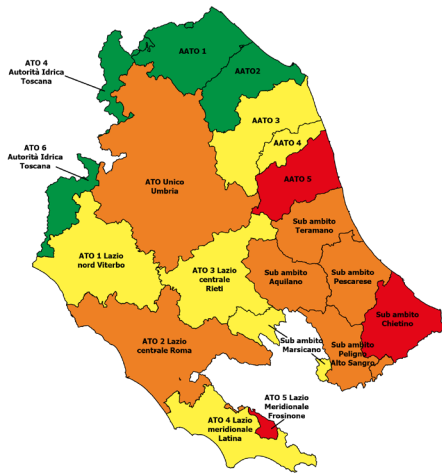 AATO 1
ATO 4
Autorità Idrica
Toscana
AATO2
AATO 3
AATO 4
ATO 6
Autorità Idrica
Toscana
AATO 5
ATO Unico
Umbria
Sub ambito
Teramano
ATO 1 Lazio
nord Viterbo
ATO 3 Lazio
centrale
Rieti
Sub ambito
Aquilano
Sub ambito
Pescarese
Sub ambito
Chietino
ATO 2 Lazio
centrale Roma
Sub ambito
Marsicano
Sub ambito
Peligno
Alto Sangro
ATO 5 Lazio
Meridionale
Frosinone
ATO 4 Lazio
meridionale
Latina